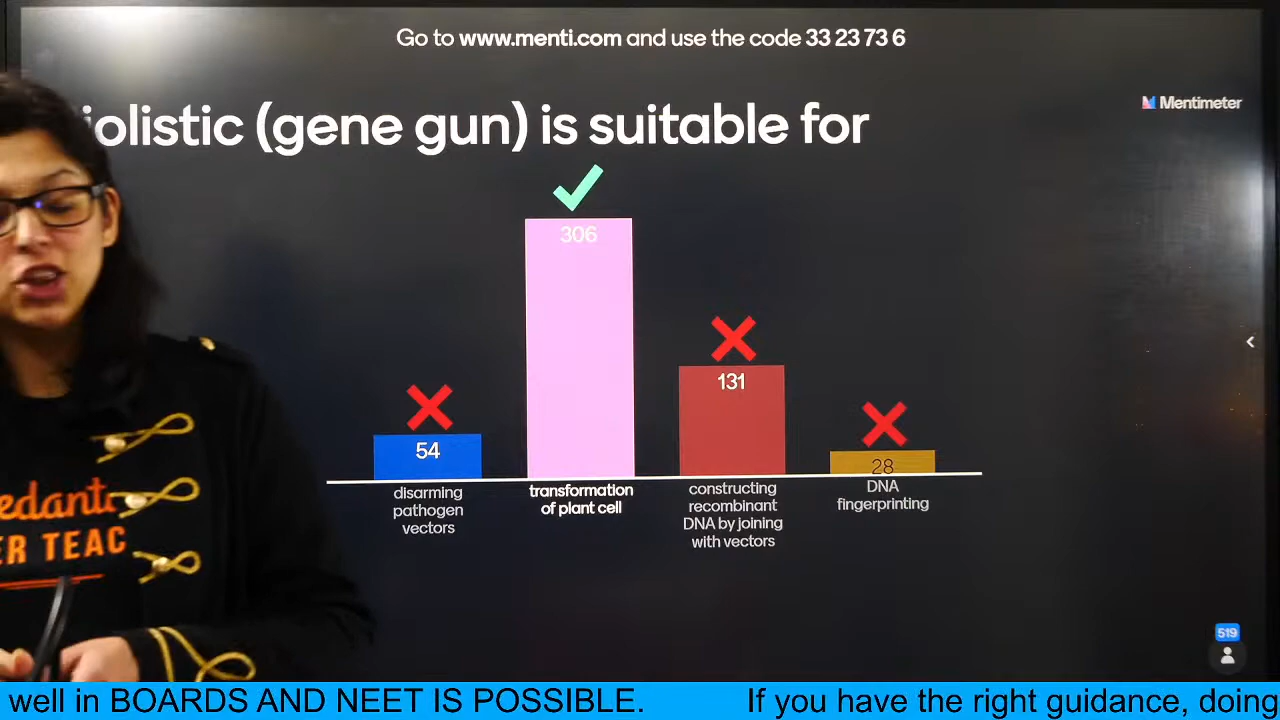 Go to www.menti.com and use the code 33 23 73 6
Mentimeter
iolistic (gene gun) is suitable for
306
131
54
28
disarming
pathogen
vectors
transformation
of plant cell
constructing
recombinant
DNA by joining
with vectors
DNA
fingerprinting
edant
ER TEAC
519
well in BOARDS AND NEET IS POSSIBLE. If you have the right guidance, doing